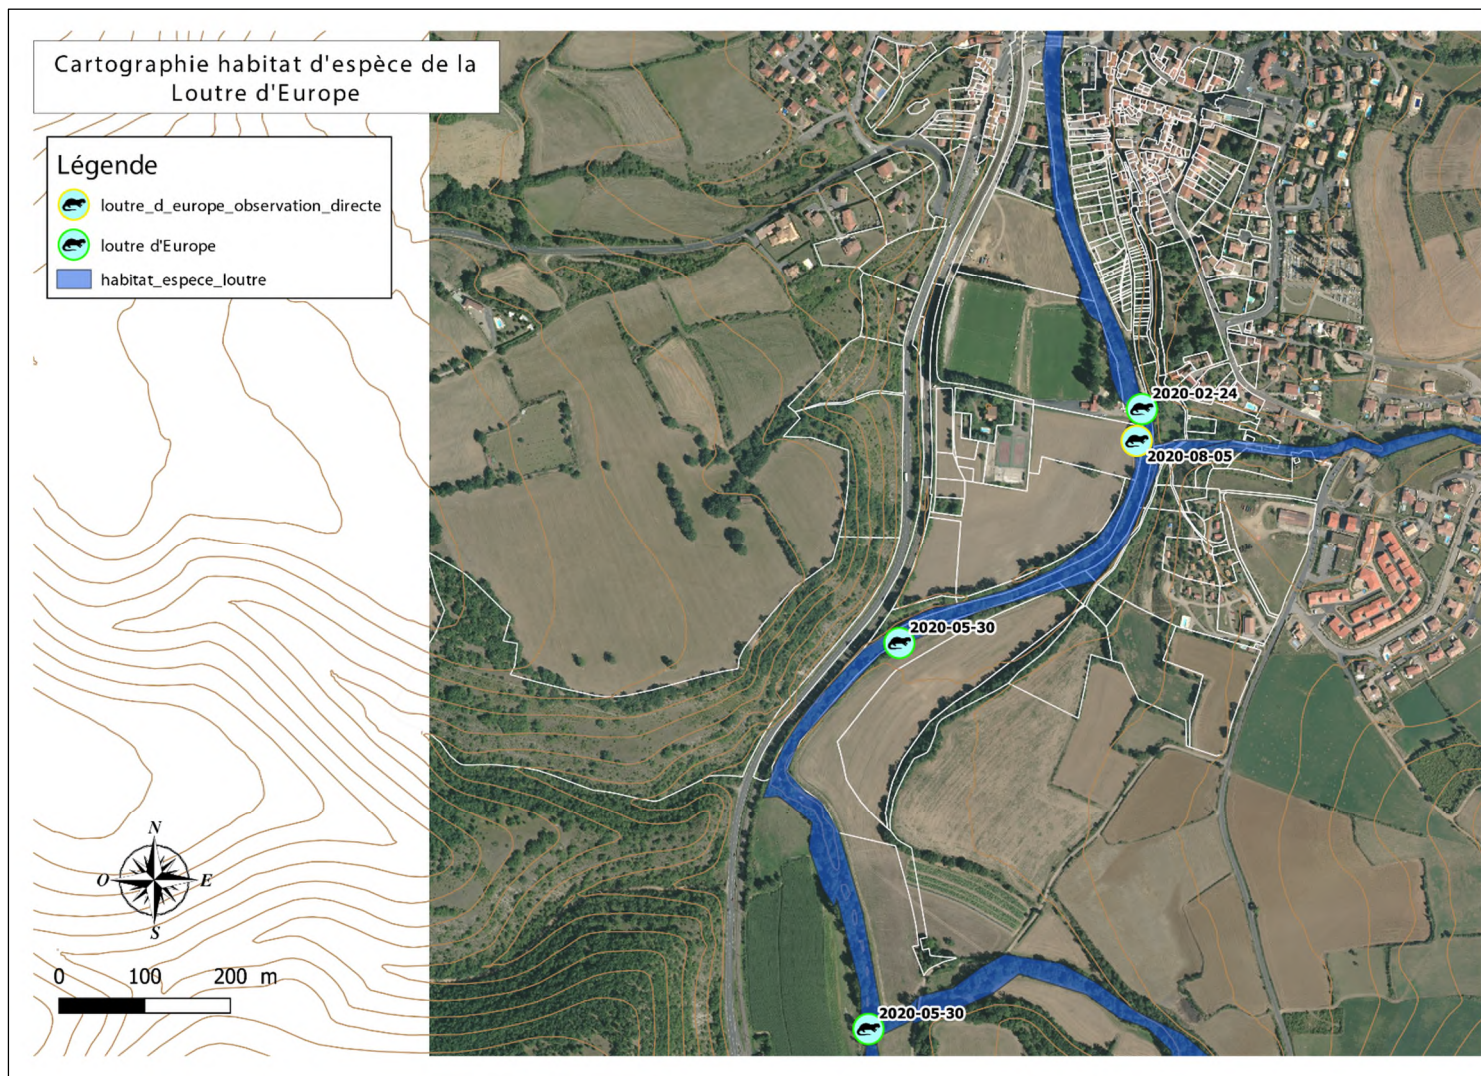 Cartographie habitat d'espèce de la
Loutre d'Europe
Légende
loutre_d_europe_observation_directe
loutre d'Europe
habitat_espece_loutre
2020-02-24
2020-08-05
2020-05-30
2020-05-30
N
O E
S
0 100 200 m